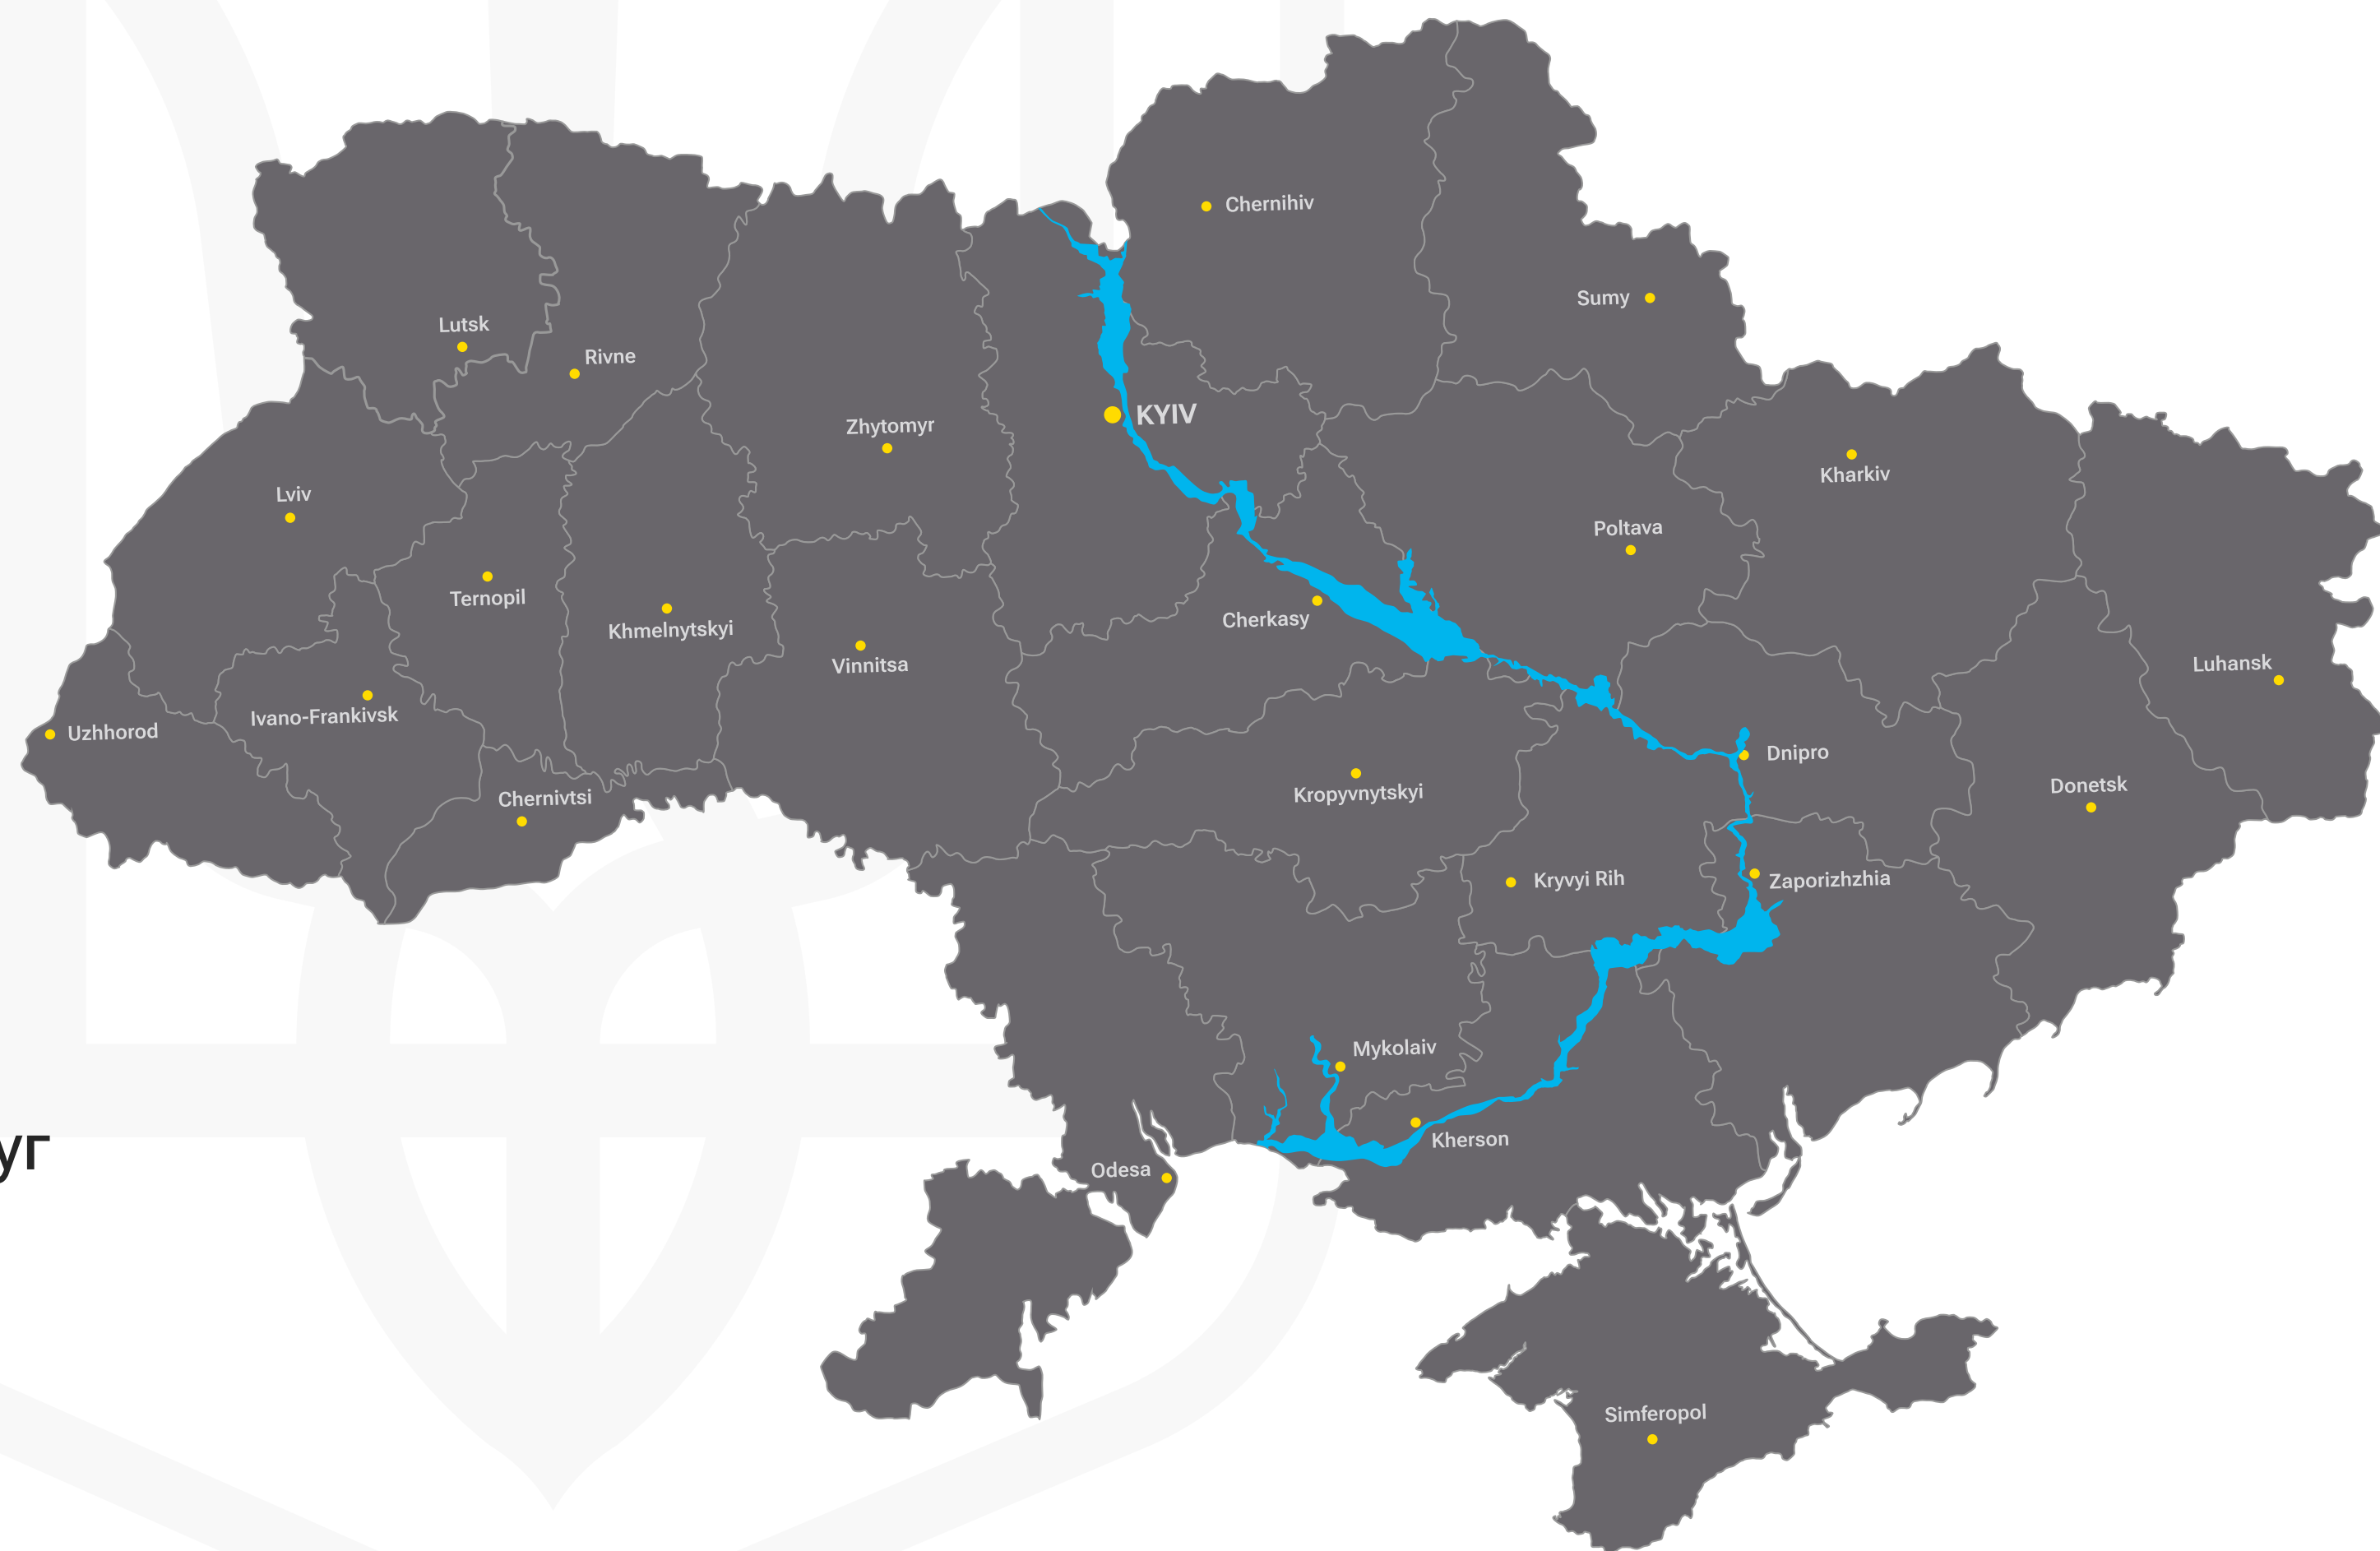 Chernihiv
Sumy
Lutsk
Rivne
KYIV
Zhytomyr
Kharkiv
Lviv
Poltava
Ternopil
Cherkasy
Khmelnytskyi
Vinnitsa
Luhansk
Ivano-Frankivsk
Uzhhorod
Dnipro
Donetsk
Kropyvnytskyi
Chernivtsi
Kryvyi Rih
Zaporizhzhia
Mykolaiv
Kherson
уг
Odesa
Simferopol